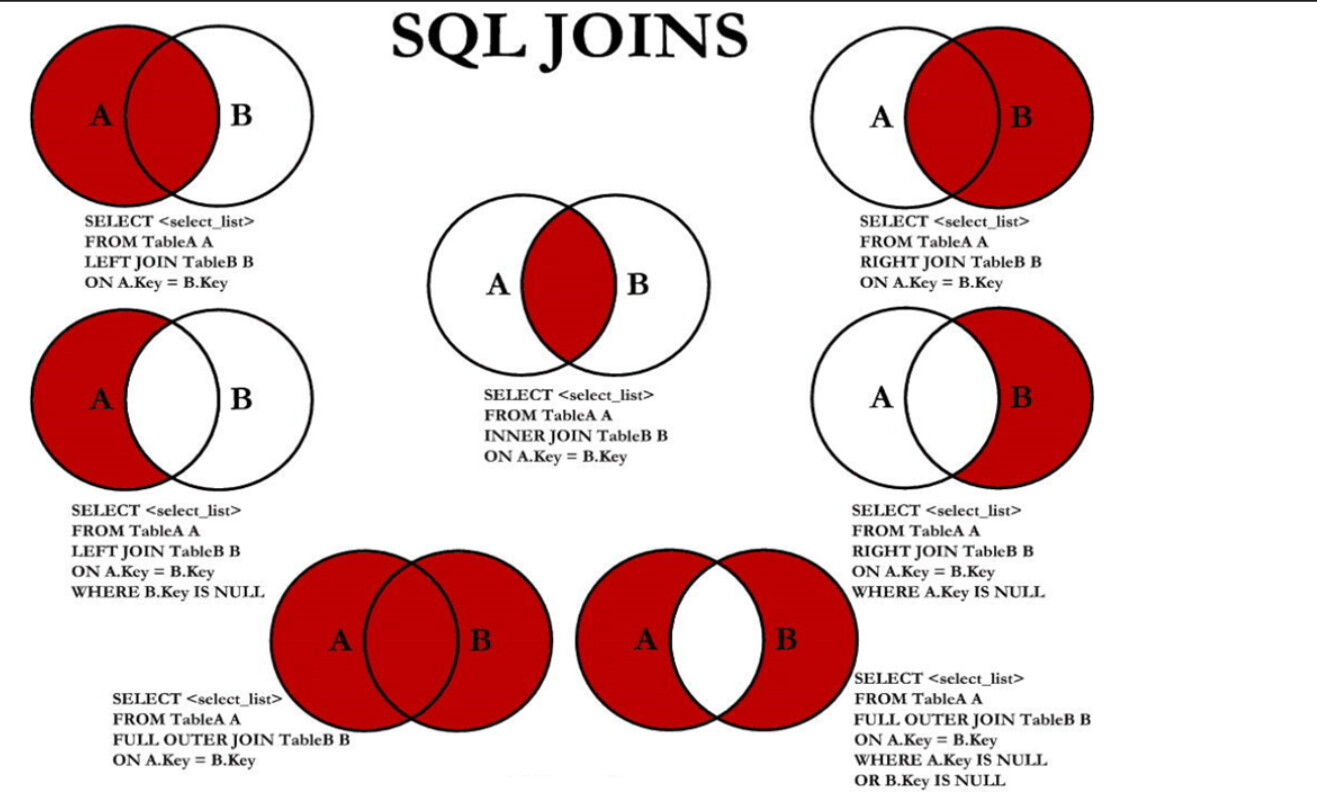 SQL JOINS
A B
SELECT <select_list>
FROM TableA A
LEFT JOIN TableB B
ON A.Key = B.Key
A B
SELECT <select_list>
FROM TableA A
RIGHT JOIN TableB B
ON A.Key = B.Key
A B
SELECT <select_list>
FROM TableA A
INNER JOIN TableB B
ON A.Key = B.Key
A B
SELECT <select_list>
FROM TableA A
LEFT JOIN TableB B
ON A.Key = B.Key
WHERE B.Key IS NULL
A B
SELECT <select_list>
FROM TableA A
RIGHT JOIN TableB B
ON A.Key = B.Key
WHERE A.Key IS NULL
A B
SELECT <select_list>
FROM TableA A
FULL OUTER JOIN TableB B
ON A.Key = B.Key
A B
SELECT <select_list>
FROM TableA A
FULL OUTER JOIN TableB B
ON A.Key = B.Key
WHERE A.Key IS NULL
OR B.Key IS NULL